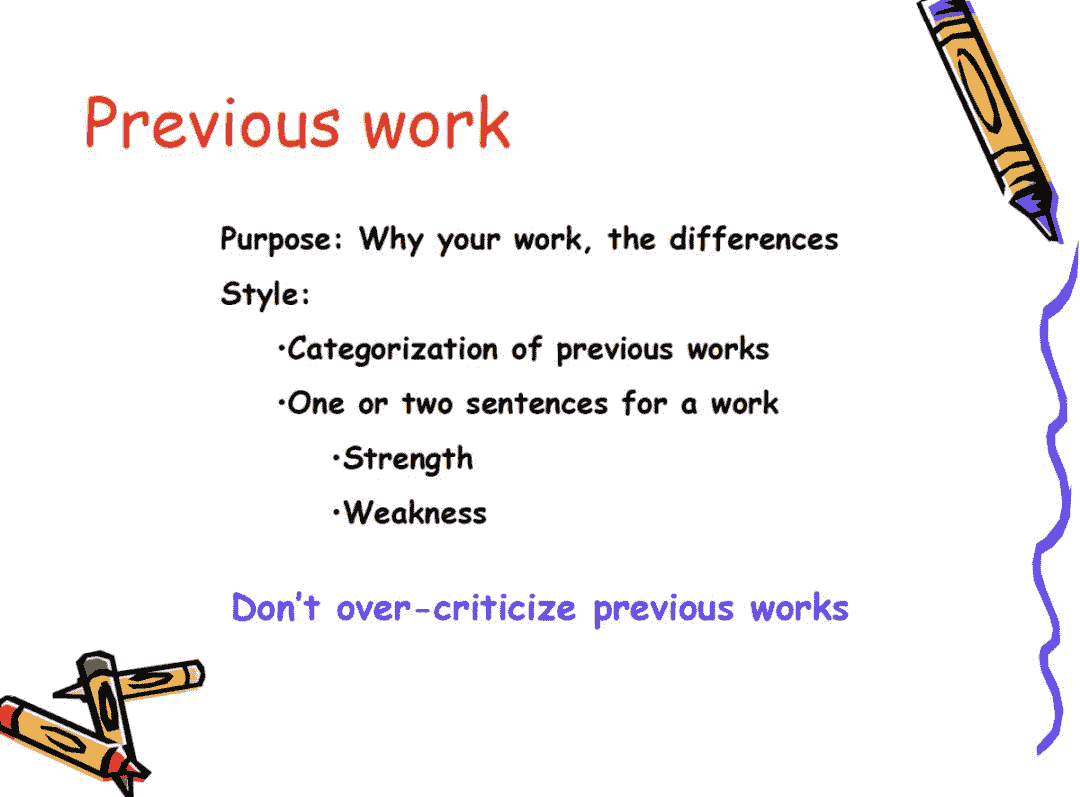 Previous work
Purpose: Why your work, the differences
Style:
•Categorization of previous works
•One or two sentences for a work
•Strength
•Weakness
Don't over-criticize previous works